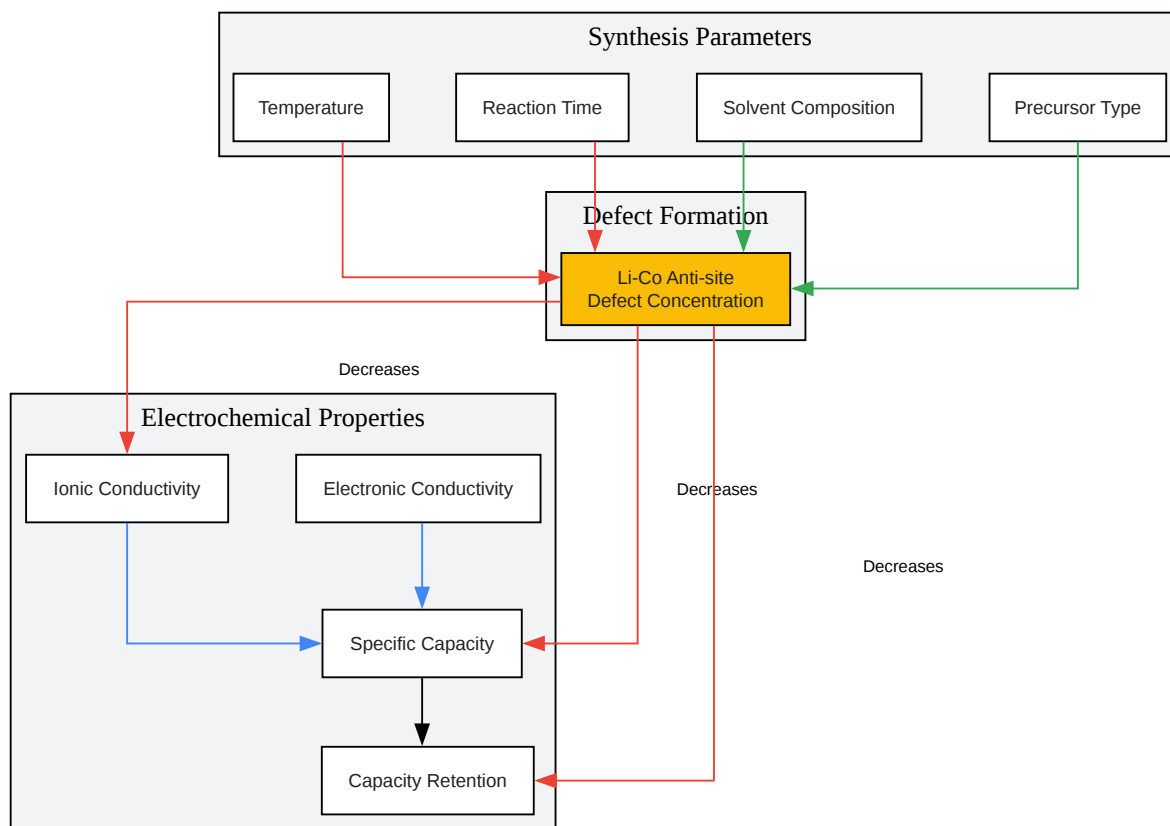 Synthesis Parameters
Temperature
Reaction Time
Solvent Composition
Precursor Type
Defect Formation
Li-Co Anti-site
Defect Concentration
Decreases
Electrochemical Properties
Ionic Conductivity
Electronic Conductivity
Decreases
Decreases
Specific Capacity
Capacity Retention